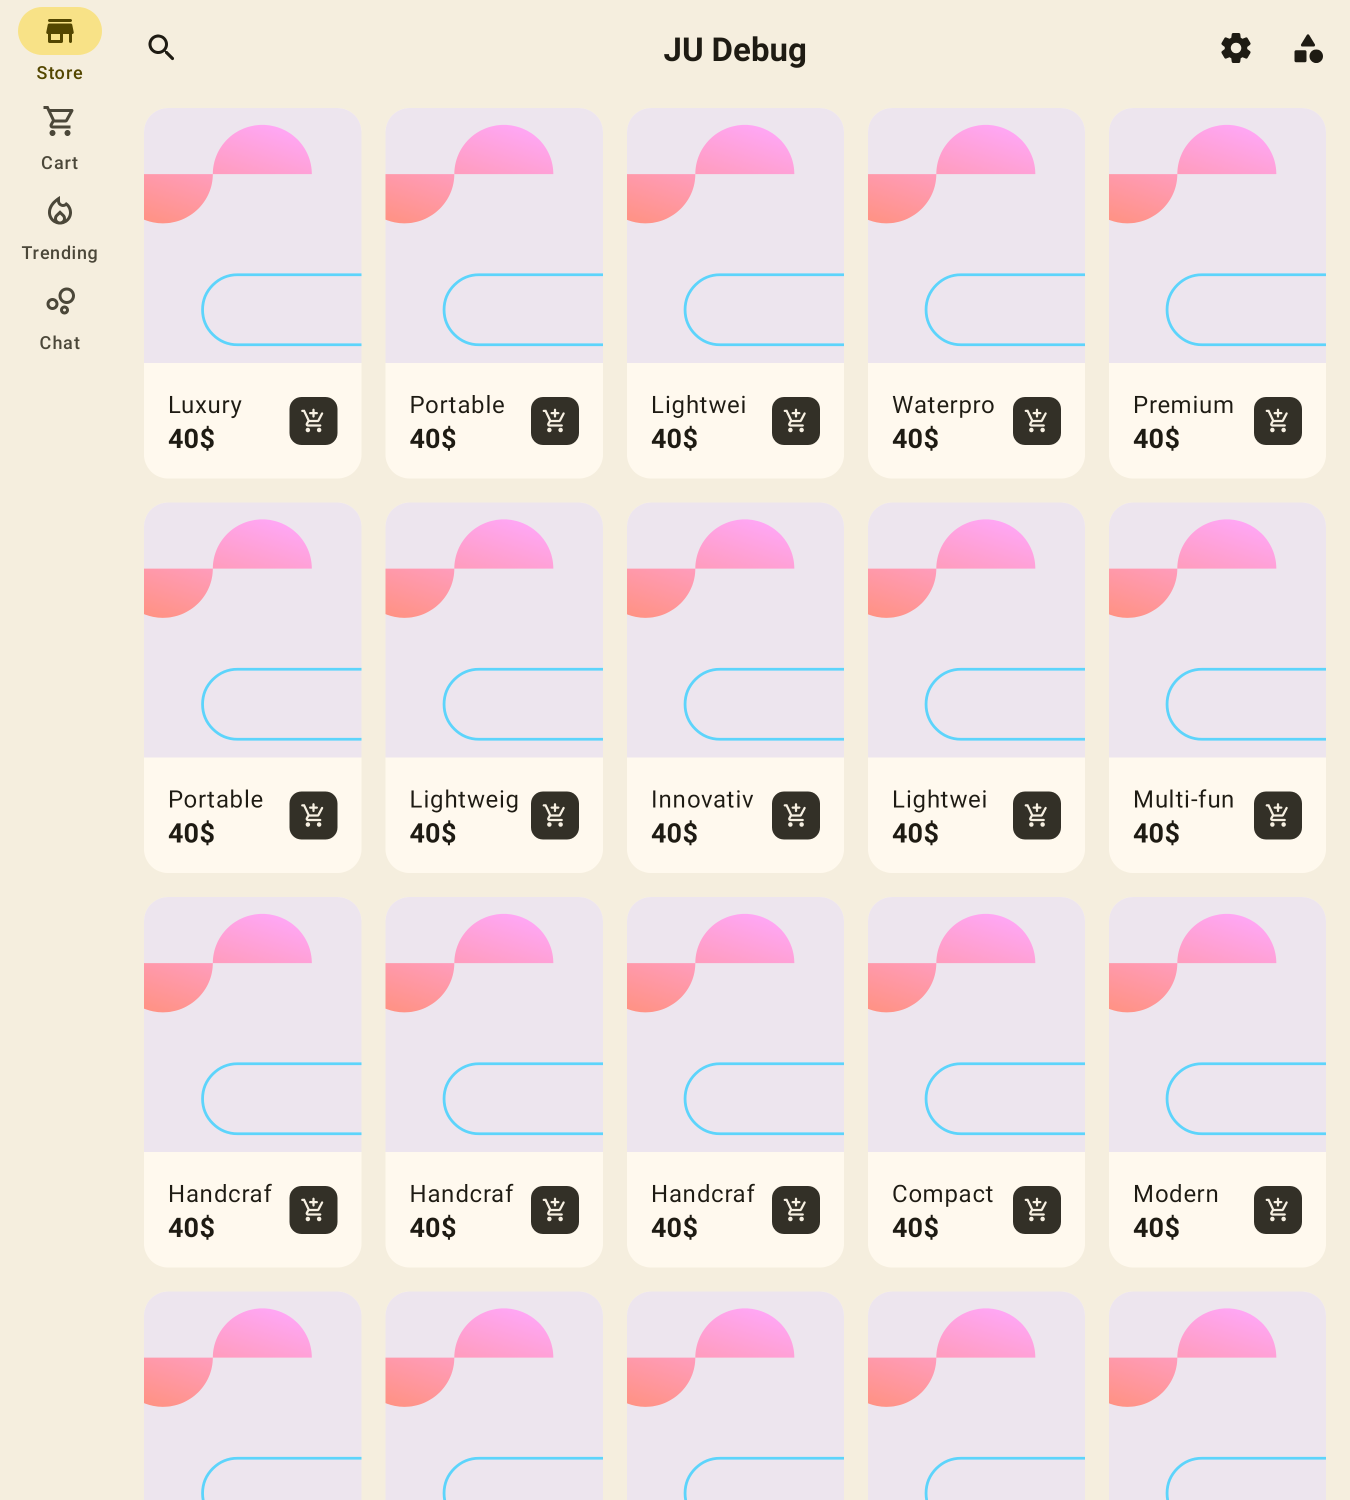 JU Debug
Store
Cart
Trending
Chat
Luxury
40$
Portable
40$
Lightwei
40$
Waterpro
40$
Premium
40$
Portable
40$
Lightweig
40$
Innovativ
40$
Lightwei
40$
Multi-fun
40$
Handcraf
40$
Handcraf
40$
Handcraf
40$
Compact
40$
Modern
40$